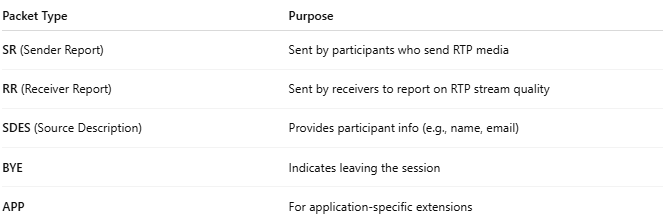 Packet Type Purpose
SR (Sender Report) Sent by participants who send RTP media
RR (Receiver Report) Sent by receivers to report on RTP stream quality
SDES (Source Description) Provides participant info (e.g., name, email)
BYE Indicates leaving the session
APP For application-specific extensions